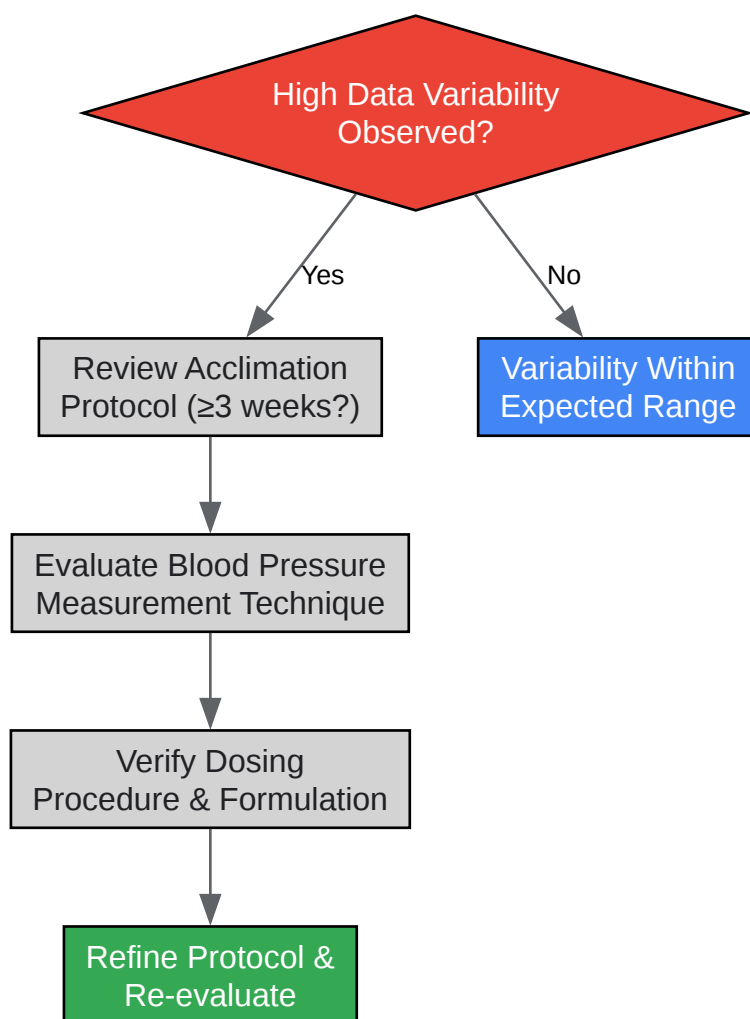 High Data Variability
Observed?
Yes
No
Review Acclimation
Protocol (≥3 weeks?)
Variability Within
Expected Range
Evaluate Blood Pressure
Measurement Technique
Verify Dosing
Procedure & Formulation
Refine Protocol &
Re-evaluate